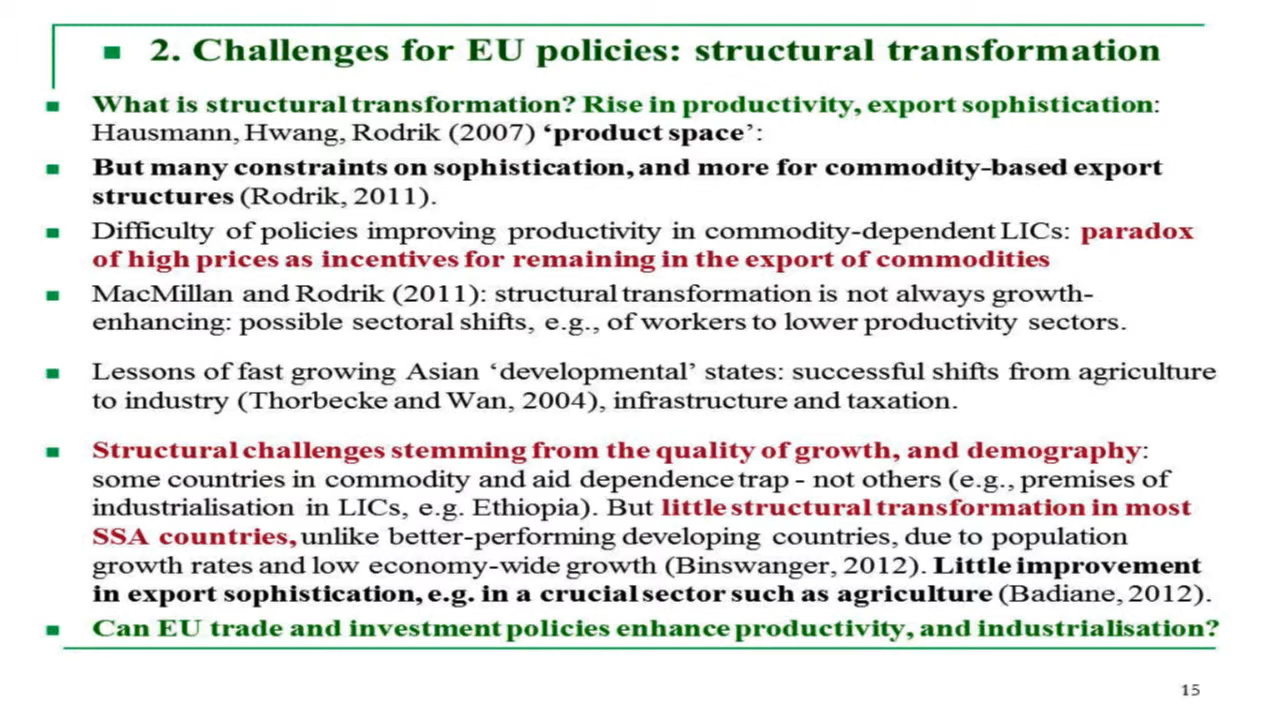 2. Challenges for EU policies: structural transformation
What is structural transformation? Rise in productivity, export sophistication:
Hausmann, Hwang, Rodrik (2007) ‘product space’:
But many constraints on sophistication, and more for commodity-based export
structures (Rodrik, 2011).
Difficulty of policies improving productivity in commodity-dependent LICs: paradox
of high prices as incentives for remaining in the export of commodities
MacMillan and Rodrik (2011): structural transformation is not always growth-
enhancing: possible sectoral shifts, e.g., of workers to lower productivity sectors.
Lessons of fast growing Asian ‘developmental’ states: successful shifts from agriculture
to industry (Thorbecke and Wan, 2004), infrastructure and taxation.
Structural challenges stemming from the quality of growth, and demography:
some countries in commodity and aid dependence trap - not others (e.g., premises of
industrialisation in LICs, e.g. Ethiopia). But little structural transformation in most
SSA countries, unlike better-performing developing countries, due to population
growth rates and low economy-wide growth (Binswanger, 2012). Little improvement
in export sophistication, e.g. in a crucial sector such as agriculture (Badiane, 2012).
Can EU trade and investment policies enhance productivity, and industrialisation?
15